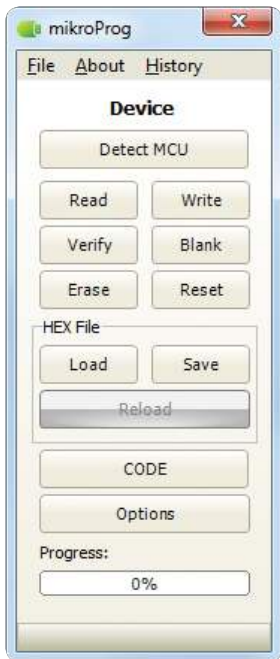 mikroProg
File About History
Device
Detect MCU
Read Write
Verify Blank
Erase Reset
HEX File
Load Save
Reload
CODE
Options
Progress:
0%